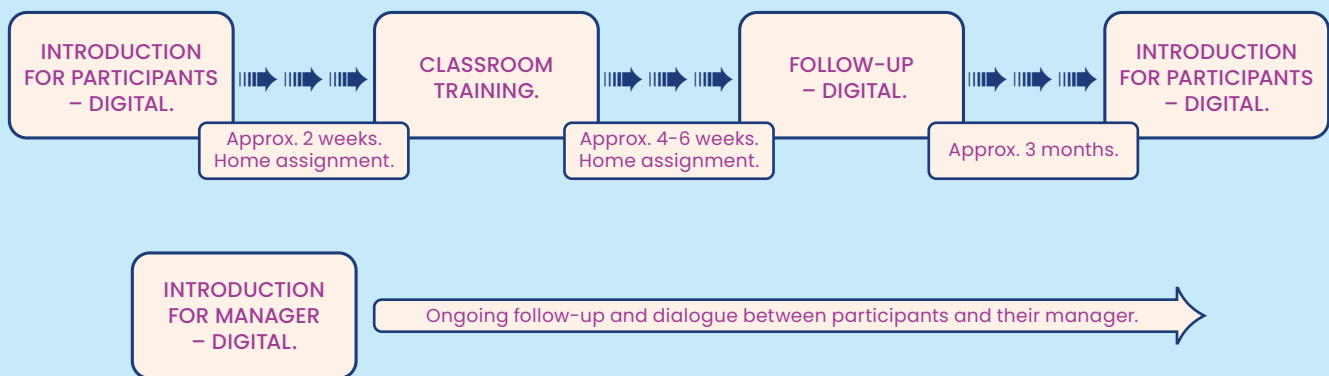 INTRODUCTION
FOR PARTICIPANTS
– DIGITAL.
Approx. 2 weeks.
Home assignment.
CLASSROOM
TRAINING.
Approx. 4-6 weeks.
Home assignment.
FOLLOW-UP
– DIGITAL.
Approx. 3 months.
INTRODUCTION
FOR PARTICIPANTS
– DIGITAL.
INTRODUCTION
FOR MANAGER
– DIGITAL.
Ongoing follow-up and dialogue between participants and their manager.